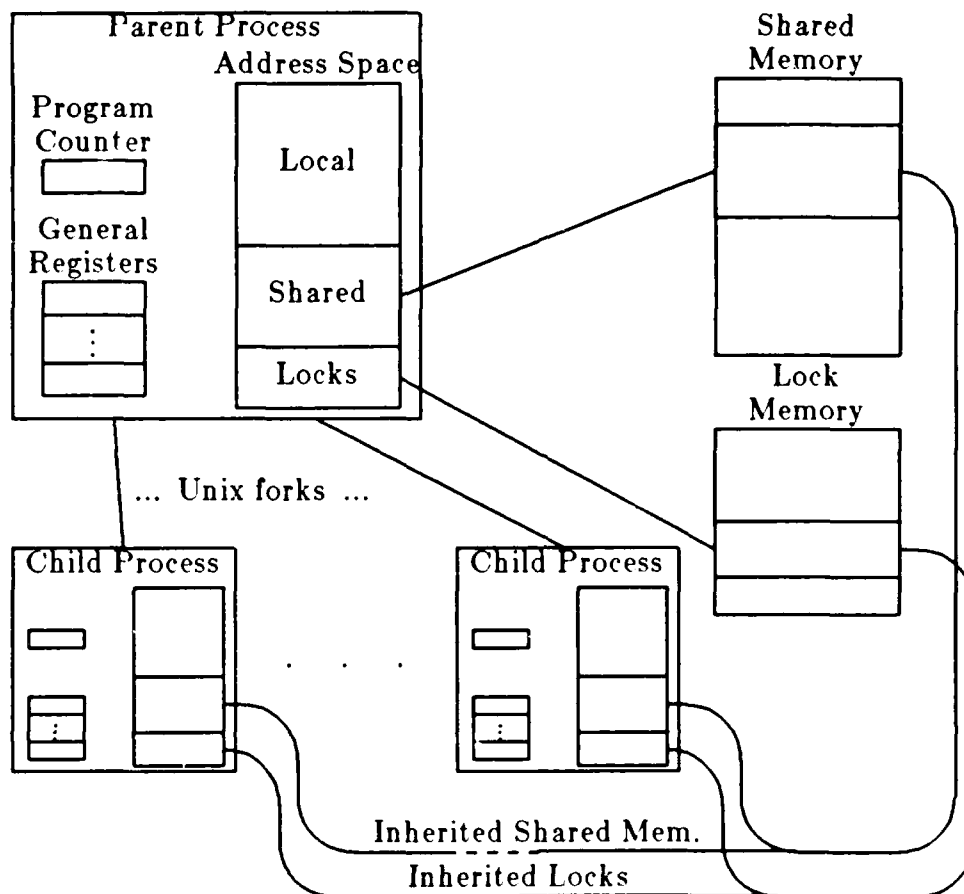 Parent Process
Address Space
Program
Counter
Local
General
Registers
Shared
Locks
Shared
Memory
Lock
Memory
... Unix forks ...
Child Process
Child Process
Inherited Shared Mem.
Inherited Locks